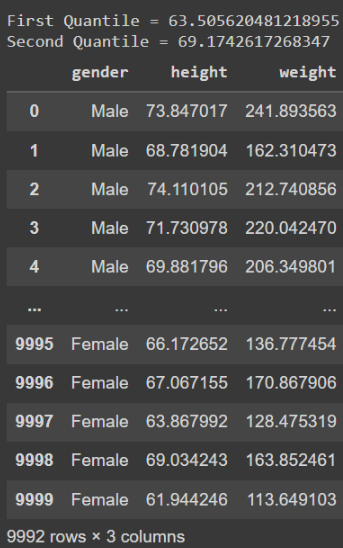 First Quantile = 63.505620481218955
Second Quantile = 69.1742617268347
gender height weight
0 Male 73.847017 241.893563
1 Male 68.781904 162.310473
2 Male 74.110105 212.740856
3 Male 71.730978 220.042470
4 Male 69.881796 206.349801
... ... ... ...
9995 Female 66.172652 136.777454
9996 Female 67.067155 170.867906
9997 Female 63.867992 128.475319
9998 Female 69.034243 163.852461
9999 Female 61.944246 113.649103
9992 rows × 3 columns